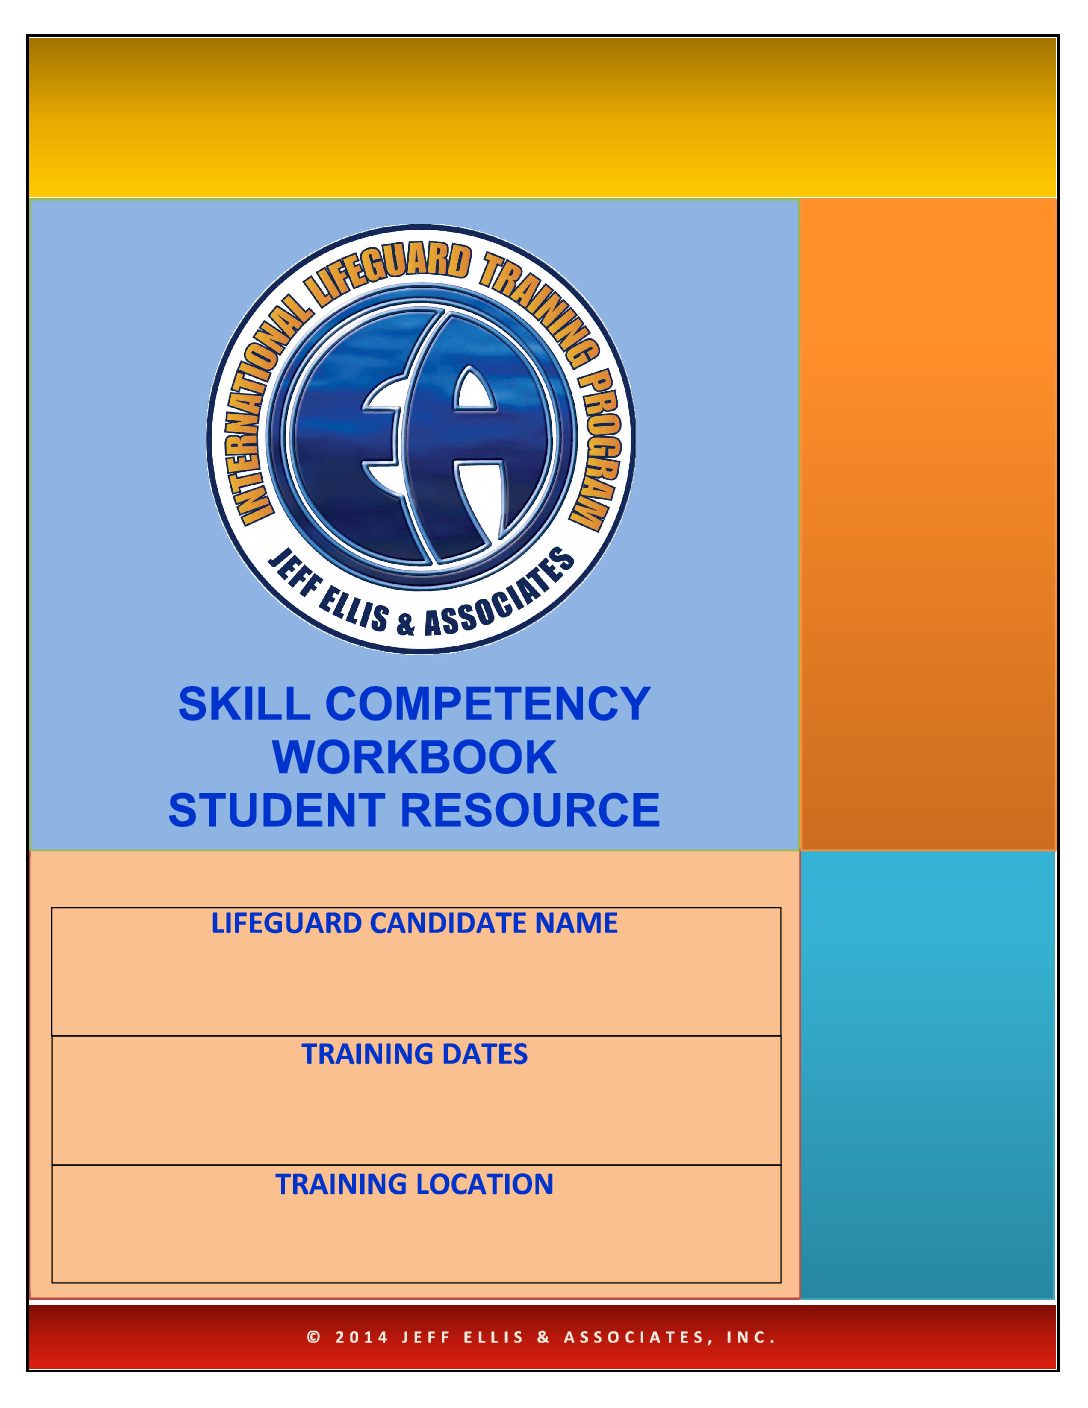 INTERNATIONAL LIFEGUARD TRAINING PROGRAM
EA
JEFF ELLIS & ASSOCIATES
SKILL COMPETENCY
WORKBOOK
STUDENT RESOURCE
LIFEGUARD CANDIDATE NAME
TRAINING DATES
TRAINING LOCATION
© 2014 JEFF ELLIS & ASSOCIATES, INC.